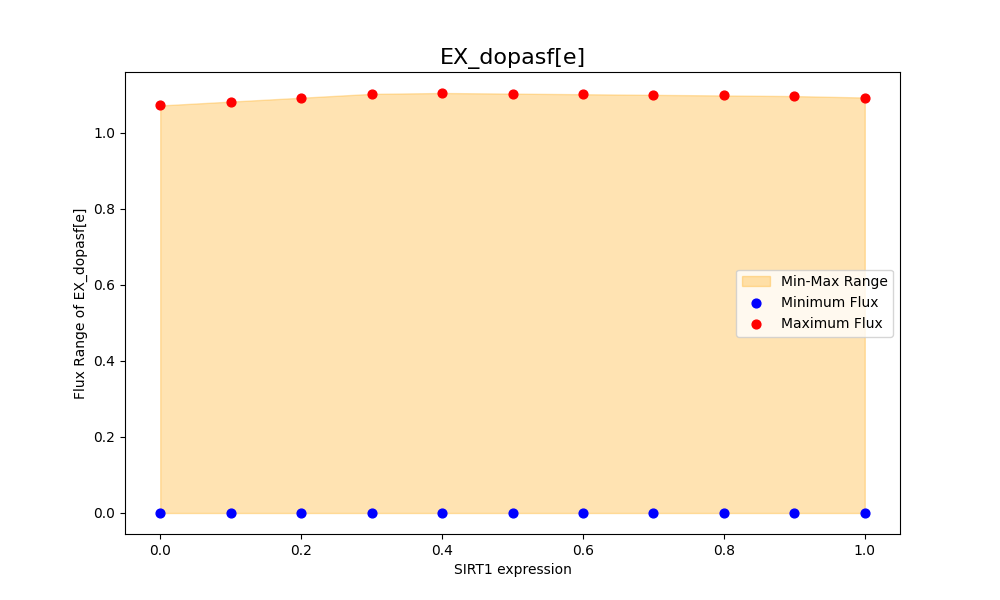 EX_dopasf[e]
Flux Range of EX_dopasf[e]
1.0
0.8
0.6
0.4
0.2
0.0
Min-Max Range
Minimum Flux
Maximum Flux
0.0 0.2 0.4 0.6 0.8 1.0
SIRT1 expression